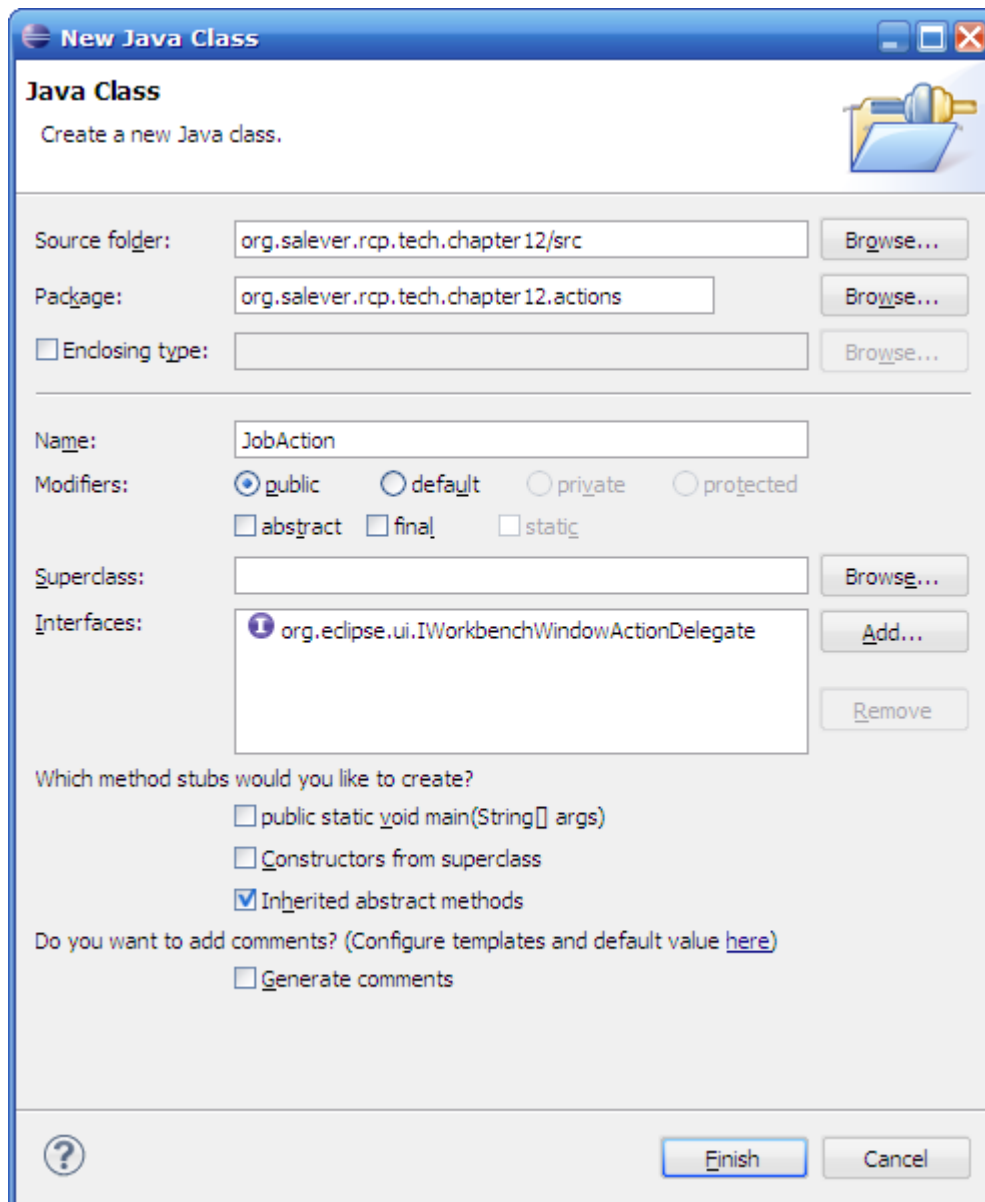 New Java Class
Java Class
Create a new Java class.
Source folder: org.salever.rcp.tech.chapter12/src Browse...
Package: org.salever.rcp.tech.chapter12.actions Browse...
Enclosing type: Browse...
Name: JobAction
Modifiers: public default private protected
abstract final static
Superclass: Browse...
Interfaces: I org.eclipse.ui.IWorkbenchWindowActionDelegate Add...
Remove
Which method stubs would you like to create?
public static void main(String[] args)
Constructors from superclass
Inherited abstract methods
Do you want to add comments? (Configure templates and default value here)
Generate comments
? Finish Cancel